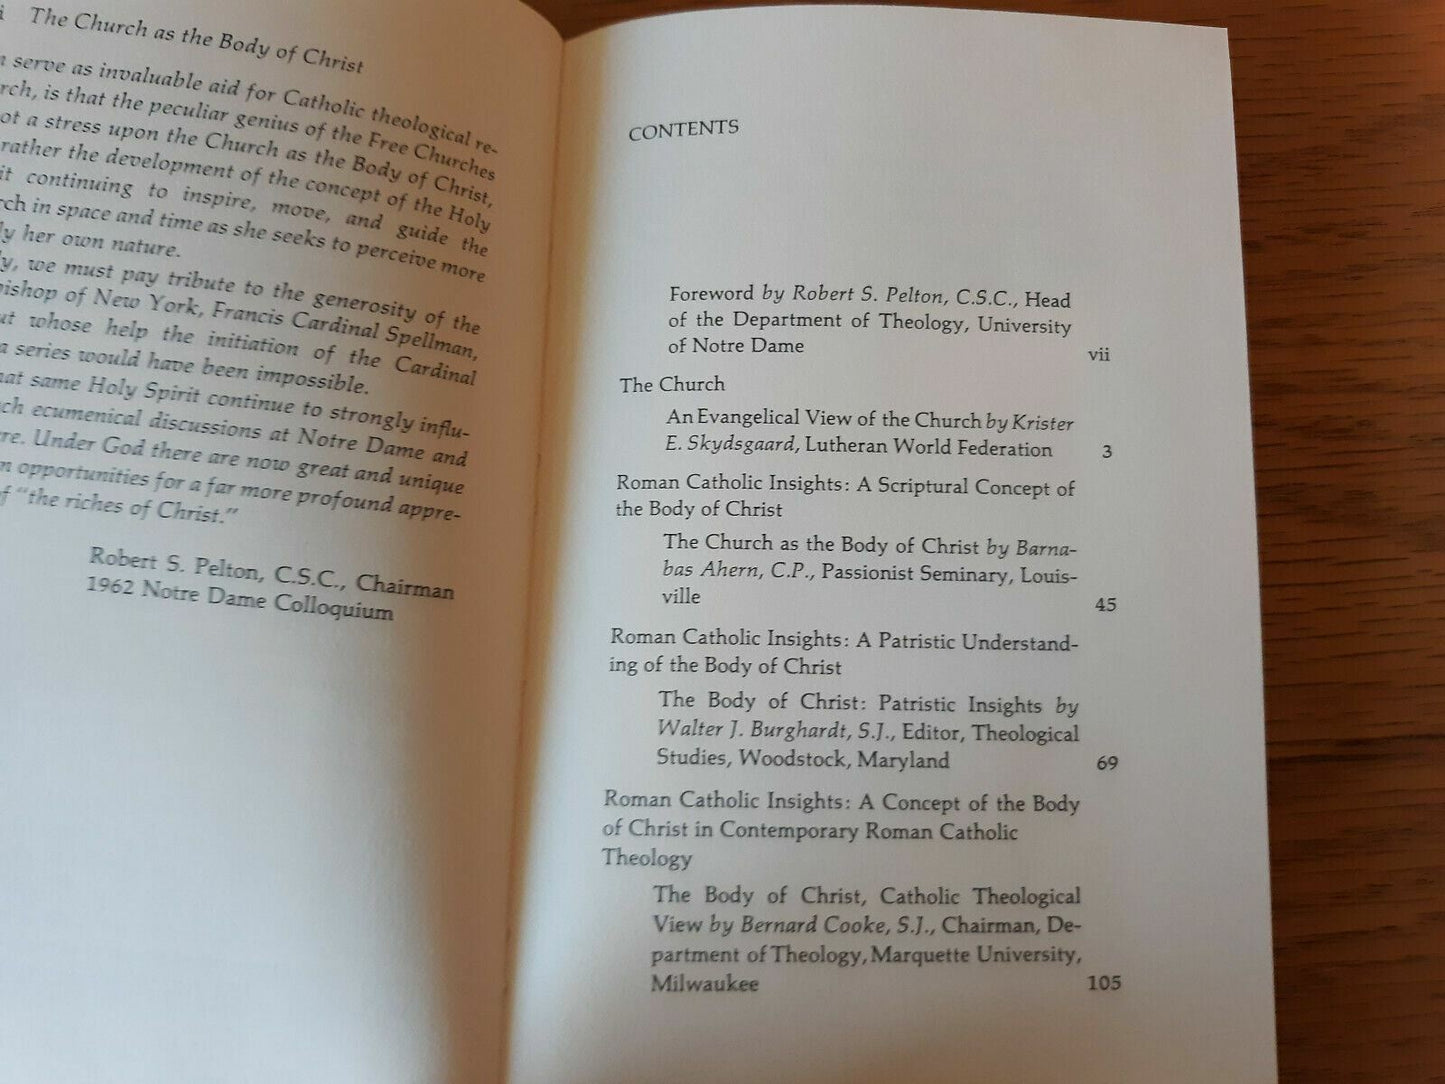 The Church as the Body of Christ
serve as invaluable aid for Catholic theological re-
is that the peculiar genius of the Free Churches
a stress upon the Church as the Body of Christ,
rather the development of the concept of the Holy
continuing to inspire, move, and guide the
in space and time as she seeks to perceive more
her own nature.
we must pay tribute to the generosity of the
of New York, Francis Cardinal Spellman,
whose help the initiation of the Cardinal
series would have been impossible.
same Holy Spirit continue to strongly influ-
ecumenical discussions at Notre Dame and
Under God there are now great and unique
opportunities for a far more profound appre-
"the riches of Christ."
Robert S. Pelton, C.S.C., Chairman
1962 Notre Dame Colloquium
CONTENTS
Foreword by Robert S. Pelton, C.S.C., Head
of the Department of Theology, University
of Notre Dame vii
The Church
An Evangelical View of the Church by Krister
E. Skydsgaard, Lutheran World Federation 3
Roman Catholic Insights: A Scriptural Concept of
the Body of Christ
The Church as the Body of Christ by Barna-
bas Ahern, C.P., Passionist Seminary, Louis-
ville 45
Roman Catholic Insights: A Patristic Understand-
ing of the Body of Christ
The Body of Christ: Patristic Insights by
Walter J. Burghardt, S.J., Editor, Theological
Studies, Woodstock, Maryland 69
Roman Catholic Insights: A Concept of the Body
of Christ in Contemporary Roman Catholic
Theology
The Body of Christ, Catholic Theological
View by Bernard Cooke, S.J., Chairman, De-
partment of Theology, Marquette University,
Milwaukee 105